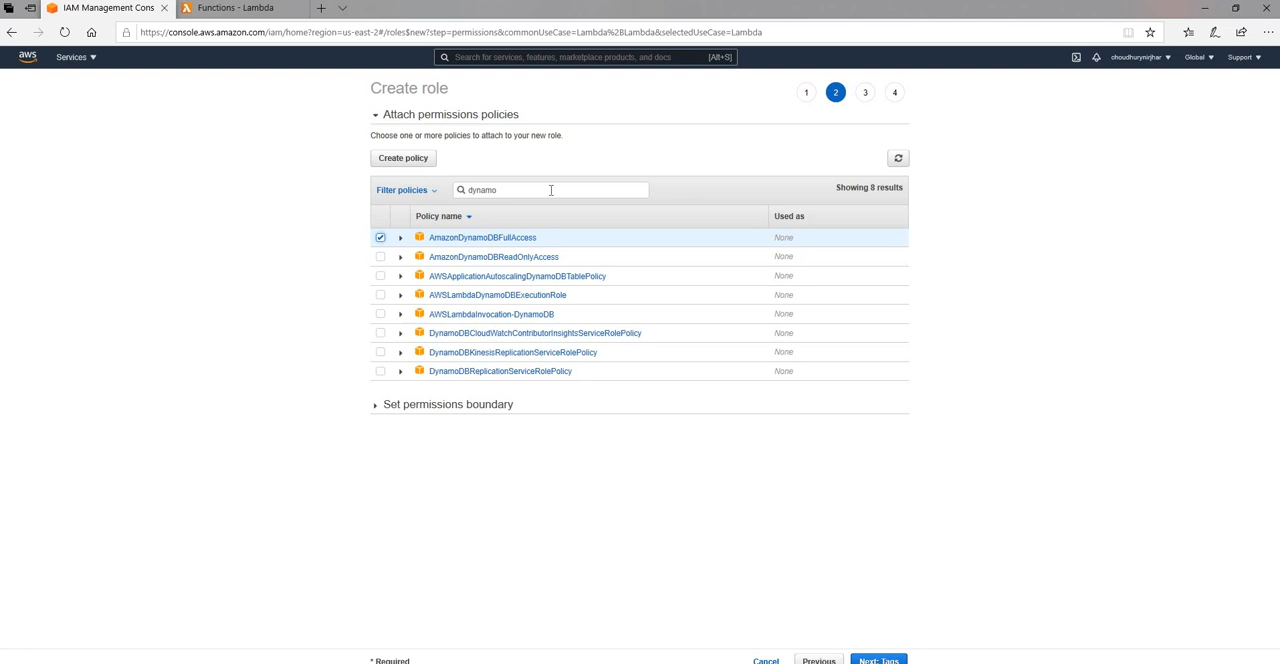 IAM Management Cons
Functions - Lambda
https://console.aws.amazon.com/iam/home?region=us-east-2#/roles$new?step=permissions&commonUseCase=Lambda%2BLambda&selectedUseCase=Lambda
aws Services Search for services, features, marketplace products, and docs [Alt+S] choudhurynirjhar Global Support
Create role 1 2 3 4
Attach permissions policies
Choose one or more policies to attach to your new role.
Create policy
Filter policies dynamo Showing 8 results
Policy name Used as
AmazonDynamoDBFullAccess None
AmazonDynamoDBReadOnlyAccess None
AWSApplicationAutoscalingDynamoDBTablePolicy None
AWSLambdaDynamoDBExecutionRole None
AWSLambdaInvocation-DynamoDB None
DynamoDBCloudWatchContributorInsightsServiceRolePolicy None
DynamoDBKinesisReplicationServiceRolePolicy None
DynamoDBReplicationServiceRolePolicy None
Set permissions boundary
* Required Cancel Previous Next: Tags